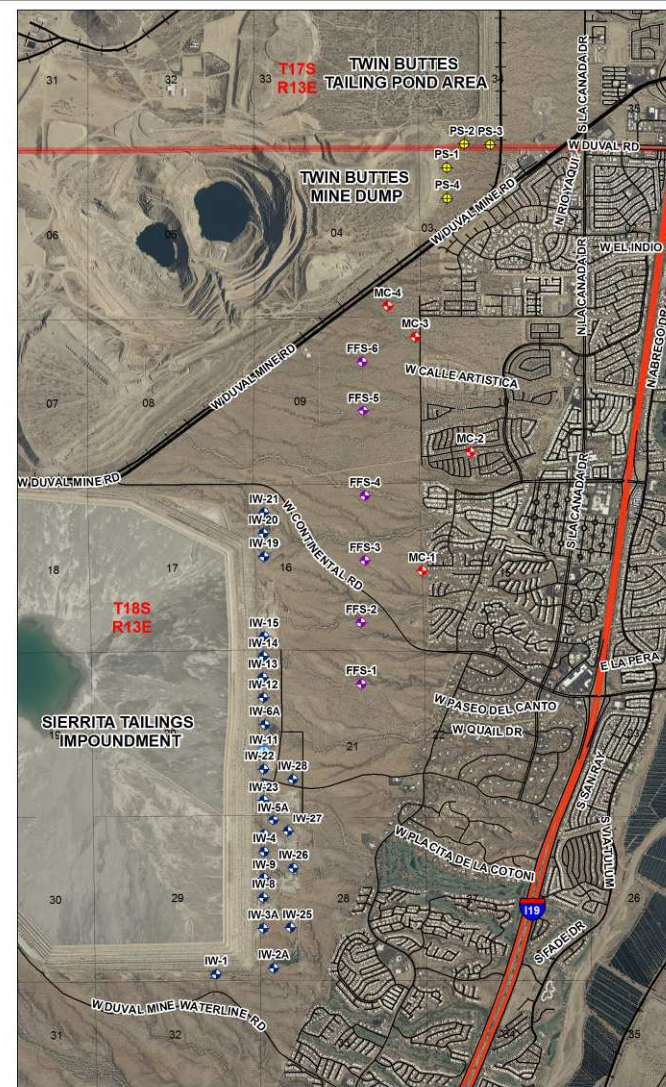 31
32
33
T17S
R13E
TWIN BUTTES
TAILING POND AREA
34
S LA CANADA DR
35
PS-2
PS-3
W DUVAL RD
PS-1
TWIN BUTTES
MINE DUMP
PS-4
N RIO YAQUI
W DUVAL MINE RD
06
05
04
03
W EL INDIO
N LA CANADA DR
N ABREGO DR
MC-4
MC-3
FFS-6
W CALLE ARTISTICA
W DUVAL MINE RD
07
08
09
FFS-5
MC-2
S LA CANADA DR
W DUVAL MINE RD
FFS-4
IW-21
IW-20
W CONTINENTAL RD
IW-19
FFS-3
MC-1
18
17
16
15
14
T18S
R13E
FFS-2
IW-15
IW-14
IW-13
FFS-1
E LA PERA
IW-12
W PASEO DEL CANTO
IW-6A
SIERRITA TAILINGS
IMPOUNDMENT
19
20
IW-11
21
22
W QUAIL DR
23
IW-22
IW-28
S SAN RAY
IW-23
IW-5A
IW-27
S VIA TULUM
IW-4
W PLACITA DE LA COTONI
IW-9
IW-26
IW-8
30
29
28
26
IW-3A
IW-25
I19
S FADE DR
IW-1
IW-2A
W DUVAL MINE WATERLINE RD
31
32
33
34
35